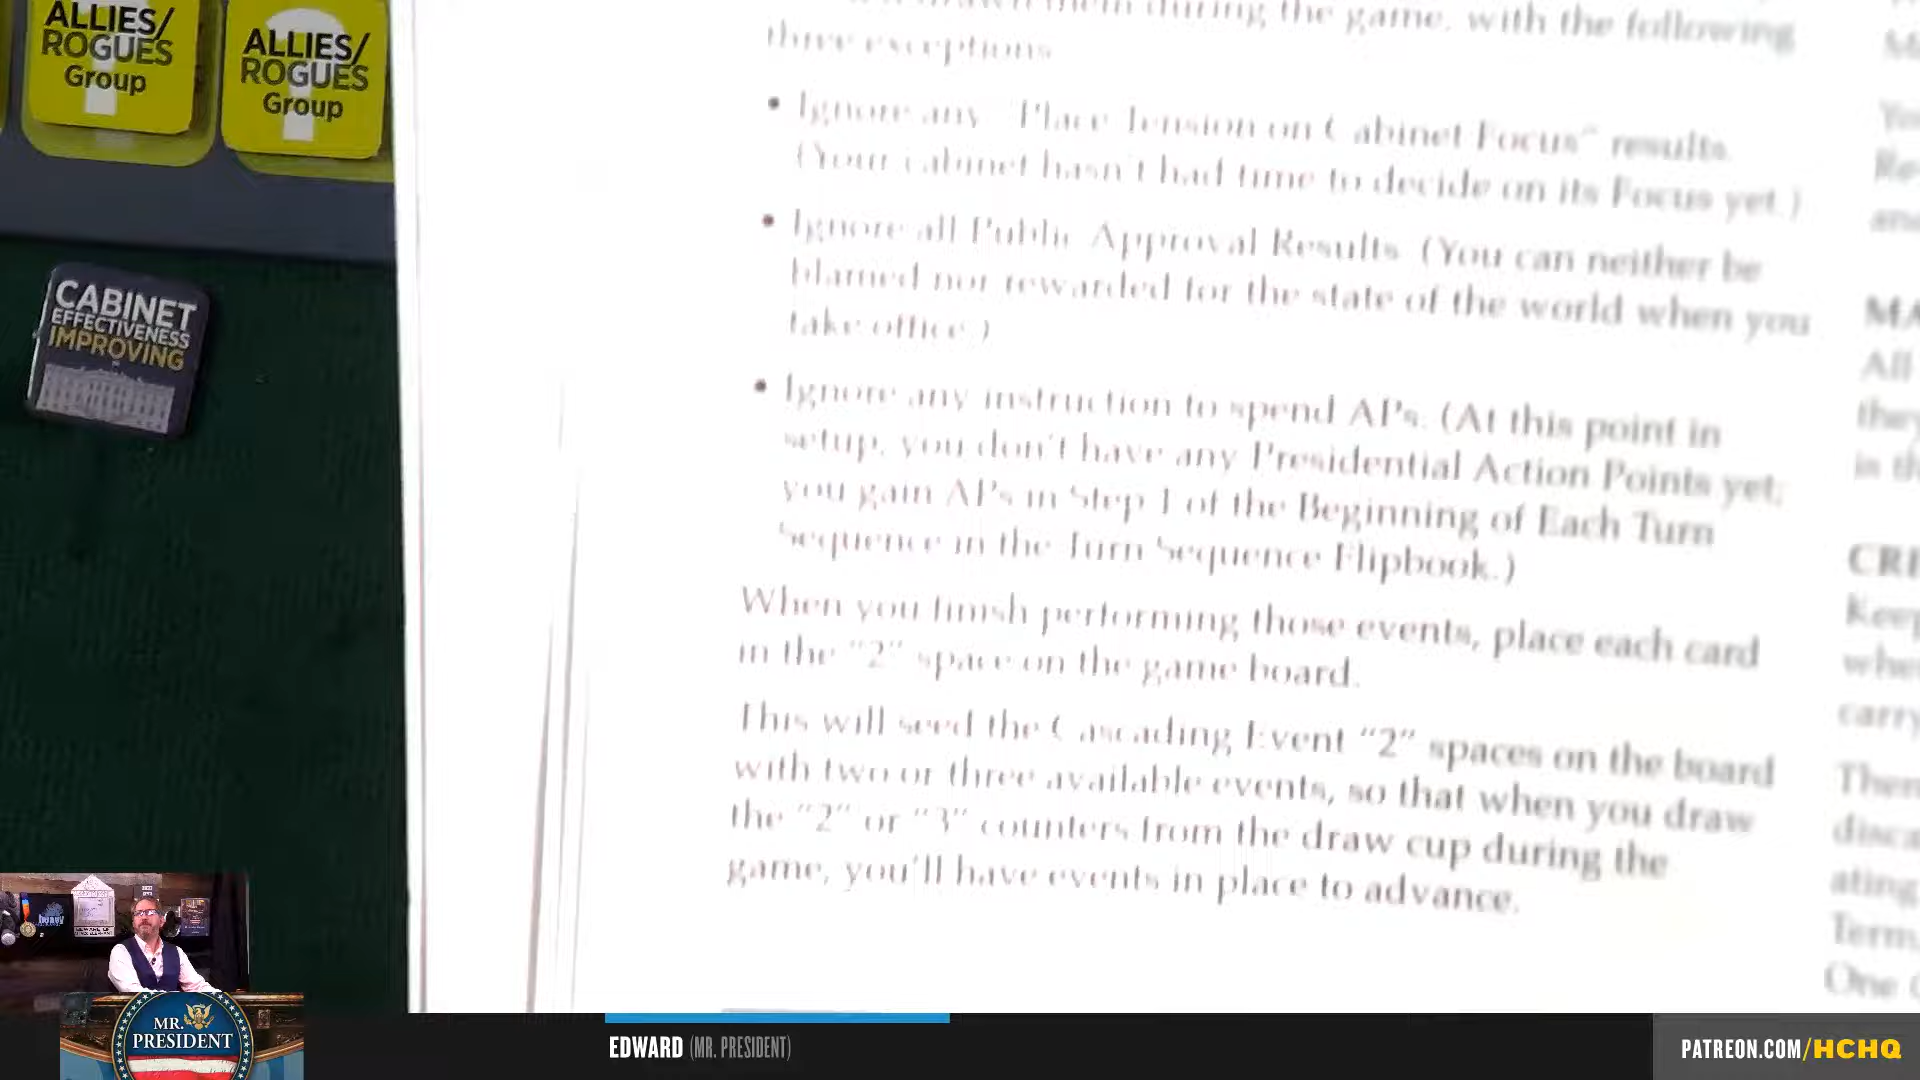 ALLIES/
ROGUES
Group
ALLIES/
ROGUES
Group
CABINET
EFFECTIVENESS
IMPROVING
them during the game, with the following
three exceptions
• Ignore any "Place Tension on Cabinet Focus" results.
(Your cabinet hasn't had time to decide on its Focus yet.)
• Ignore all Public Approval Results. (You can neither be
blamed nor rewarded for the state of the world when you
take office.)
• Ignore any instruction to spend APs. (At this point in
setup, you don't have any Presidential Action Points yet;
you gain APs in Step 1 of the Beginning of Each Turn
Sequence in the Turn Sequence Flipbook.)
When you finish performing those events, place each card
in the "2" space on the game board.
This will seed the Cascading Event "2" spaces on the board
with two or three available events, so that when you draw
the "2" or "3" counters from the draw cup during the
game, you'll have events in place to advance.
All
CRI
Term,
One
MR.
PRESIDENT
EDWARD (MR. PRESIDENT)
PATREON.COM/HCHQ